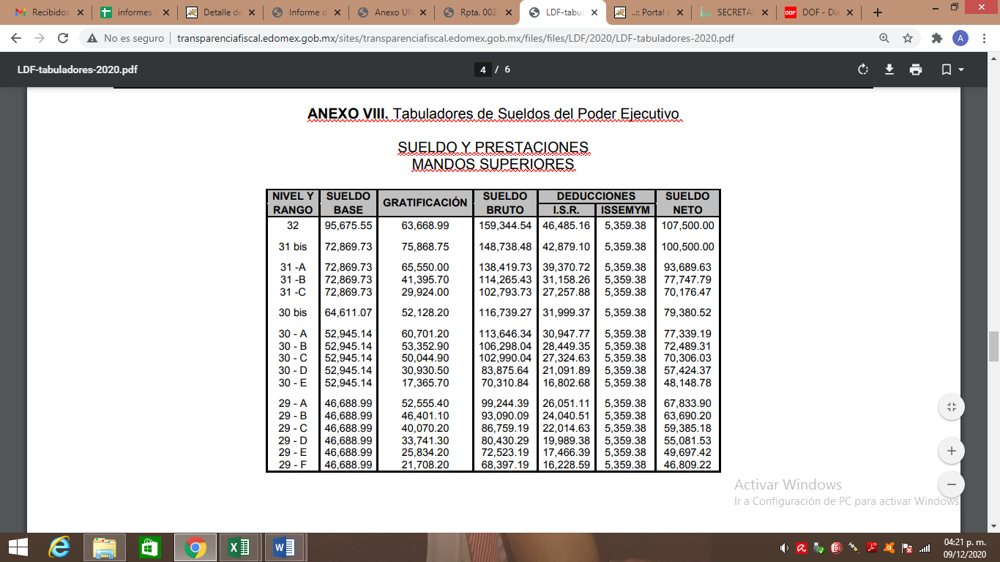 Recibidos
informes
Detalle de
Informe d
Anexo UN
Rpta. 002
LDF-tabul
..:: Portal
SECRETAR
DOF
DOF - Dia
No es seguro
transparenciafiscal.edomex.gob.mx/sites/transparenciafiscal.edomex.gob.mx/files/files/LDF/2020/LDF-tabuladores-2020.pdf
A
LDF-tabuladores-2020.pdf
4 / 6
ANEXO VIII. Tabuladores de Sueldos del Poder Ejecutivo
SUELDO Y PRESTACIONES
MANDOS SUPERIORES
NIVEL Y RANGO SUELDO BASE GRATIFICACIÓN SUELDO BRUTO DEDUCCIONES I.S.R. ISSEMYM SUELDO NETO
32 95,675.55 63,668.99 159,344.54 46,485.16 5,359.38 107,500.00
31 bis 72,869.73 75,868.75 148,738.48 42,879.10 5,359.38 100,500.00
31 -A 72,869.73 65,550.00 138,419.73 39,370.72 5,359.38 93,689.63
31 -B 72,869.73 41,395.70 114,265.43 31,158.26 5,359.38 77,747.79
31 -C 72,869.73 29,924.00 102,793.73 27,257.88 5,359.38 70,176.47
30 bis 64,611.07 52,128.20 116,739.27 31,999.37 5,359.38 79,380.52
30 - A 52,945.14 60,701.20 113,646.34 30,947.77 5,359.38 77,339.19
30 - B 52,945.14 53,352.90 106,298.04 28,449.35 5,359.38 72,489.31
30 - C 52,945.14 50,044.90 102,990.04 27,324.63 5,359.38 70,306.03
30 - D 52,945.14 30,930.50 83,875.64 21,091.89 5,359.38 57,424.37
30 - E 52,945.14 17,365.70 70,310.84 16,802.68 5,359.38 48,148.78
29 - A 46,688.99 52,555.40 99,244.39 26,051.11 5,359.38 67,833.90
29 - B 46,688.99 46,401.10 93,090.09 24,040.51 5,359.38 63,690.20
29 - C 46,688.99 40,070.20 86,759.19 22,014.63 5,359.38 59,385.18
29 - D 46,688.99 33,741.30 80,430.29 19,989.38 5,359.38 55,081.53
29 - E 46,688.99 25,834.20 72,523.19 17,466.39 5,359.38 49,697.42
29 - F 46,688.99 21,708.20 68,397.19 16,228.59 5,359.38 46,809.22
Activar Windows
Ir a Configuración de PC para activar Windows.
04:21 p. m.
09/12/2020